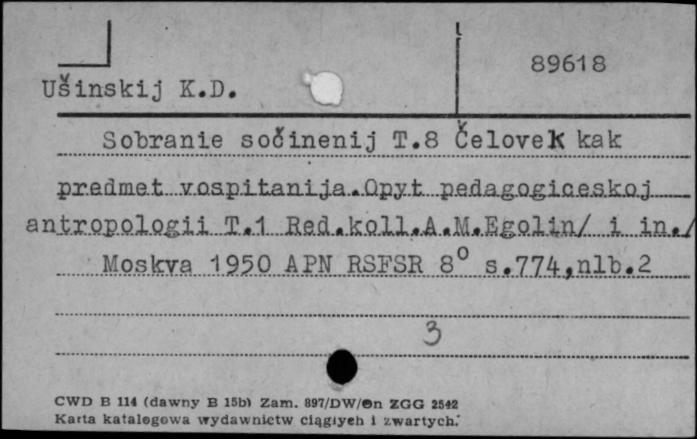 89618
Ušinskij K.D.
Sobranie sočinenij T.8 Čelovek kak
predmet vospitanija.Opyt pedagogiceskoj
antropologii T.1 Red.koll.A.M.Egolin/ i in./
Moskva 1950 APN RSFSR 8° s.774,nlb.2
3
CWD B 114 (dawny B 15b) Zam. 897/DW/On ZGG 2542
Karta katalogowa wydawnictw ciągłych i zwartych.